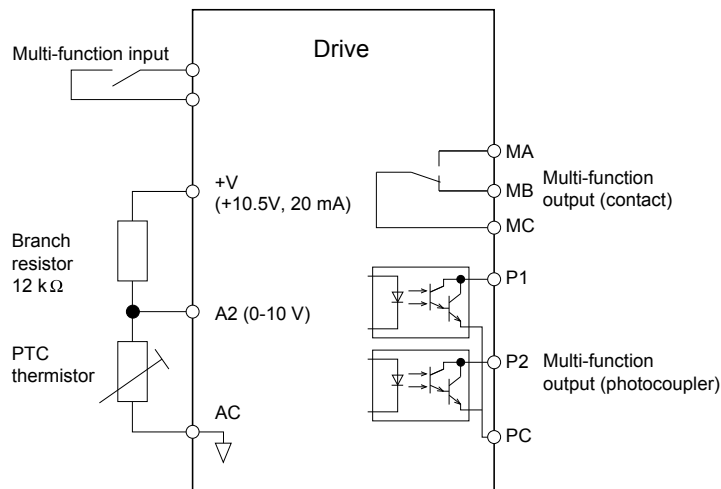 Drive
Multi-function input
+V
(+10.5V, 20 mA)
Branch
resistor
12 kΩ
A2 (0-10 V)
PTC
thermistor
AC
MA
MB
MC
Multi-function
output (contact)
P1
P2
PC
Multi-function
output (photocoupler)